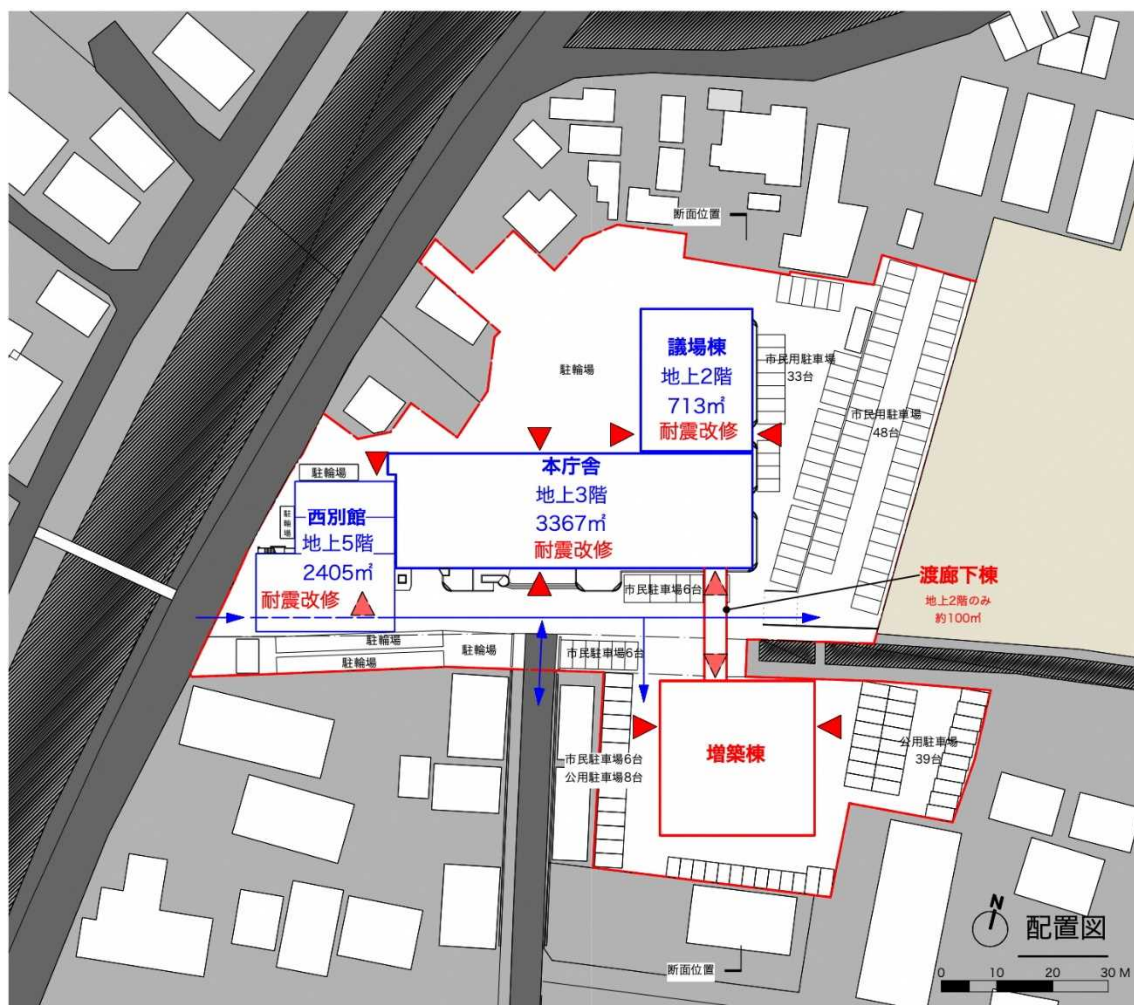 断面位置
議場棟
地上2階
713㎡
耐震改修
駐輪場
市民用駐車場
33台
市民用駐車場
48台
本庁舎
地上3階
3367㎡
耐震改修
駐輪場
駐輪場
西別館
地上5階
2405㎡
耐震改修
市民駐車場6台
渡廊下棟
地上2階のみ
約100㎡
駐輪場
駐輪場
駐輪場
市民駐車場6台
増築棟
公用駐車場
39台
市民駐車場6台
公用駐車場8台
断面位置
N
配置図
0 10 20 30 M